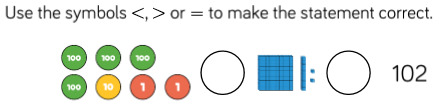 Use the symbols <, > or = to make the statement correct.
100 100 100
100 10 1 1
102